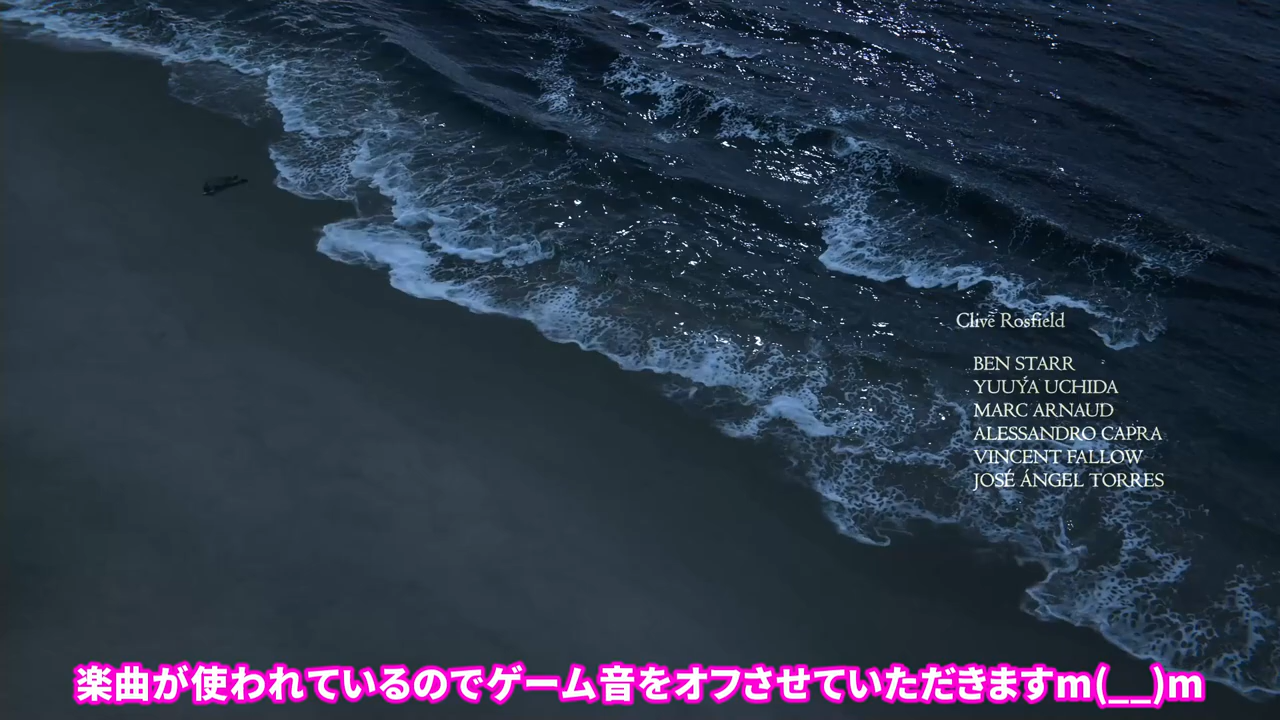 Clive Rosfield
BEN STARR
YUUYA UCHIDA
MARC ARNAUD
ALESSANDRO CAPRA
VINCENT FALLOW
JOSÉ ÁNGEL TORRES
楽曲が使われているのでゲーム音をオフさせていただきますm(__)m